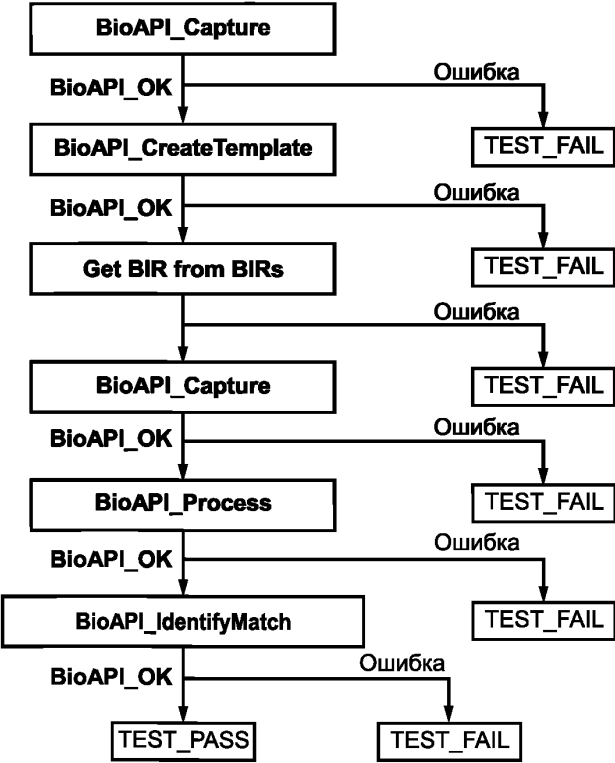 BioAPI_Capture
Ошибка
BioAPI_OK
TEST_FAIL
BioAPI_CreateTemplate
Ошибка
BioAPI_OK
TEST_FAIL
Get BIR from BIRs
Ошибка
TEST_FAIL
BioAPI_Capture
Ошибка
BioAPI_OK
TEST_FAIL
BioAPI_Process
Ошибка
BioAPI_OK
TEST_FAIL
BioAPI_IdentifyMatch
Ошибка
BioAPI_OK
TEST_PASS
TEST_FAIL